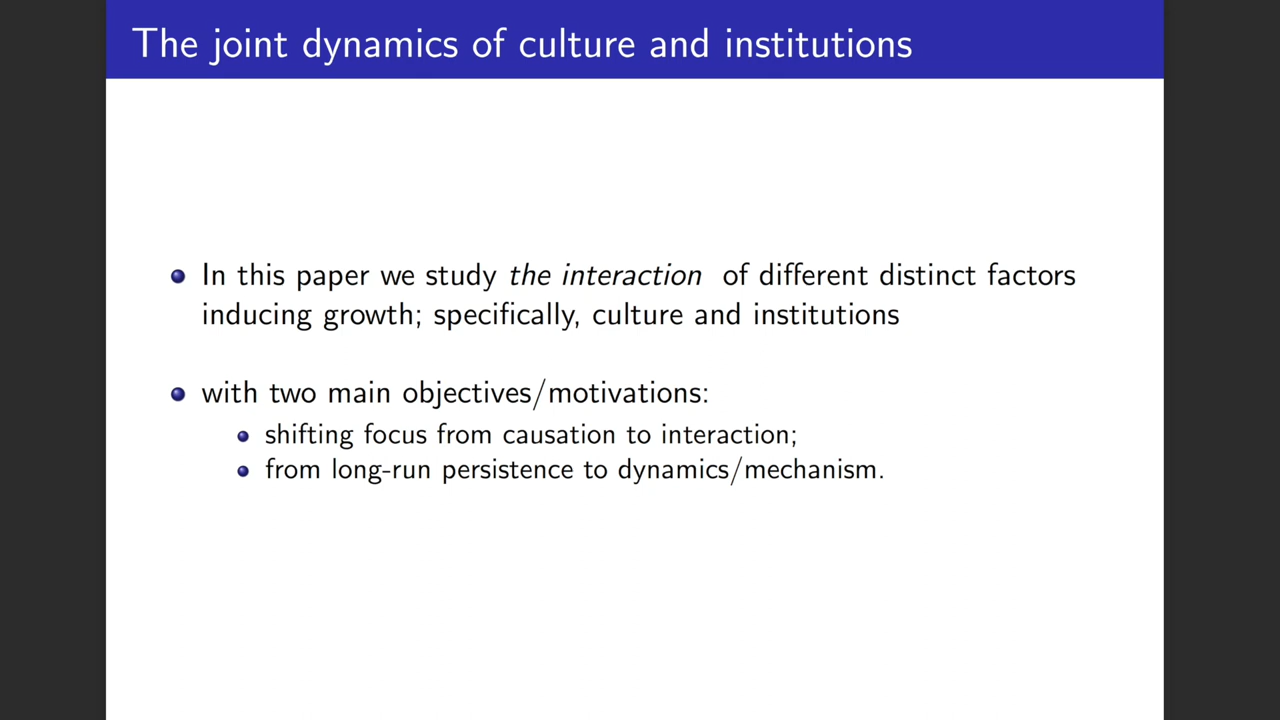 The joint dynamics of culture and institutions
In this paper we study the interaction of different distinct factors
inducing growth; specifically, culture and institutions
with two main objectives/motivations:
shifting focus from causation to interaction;
from long-run persistence to dynamics/mechanism.